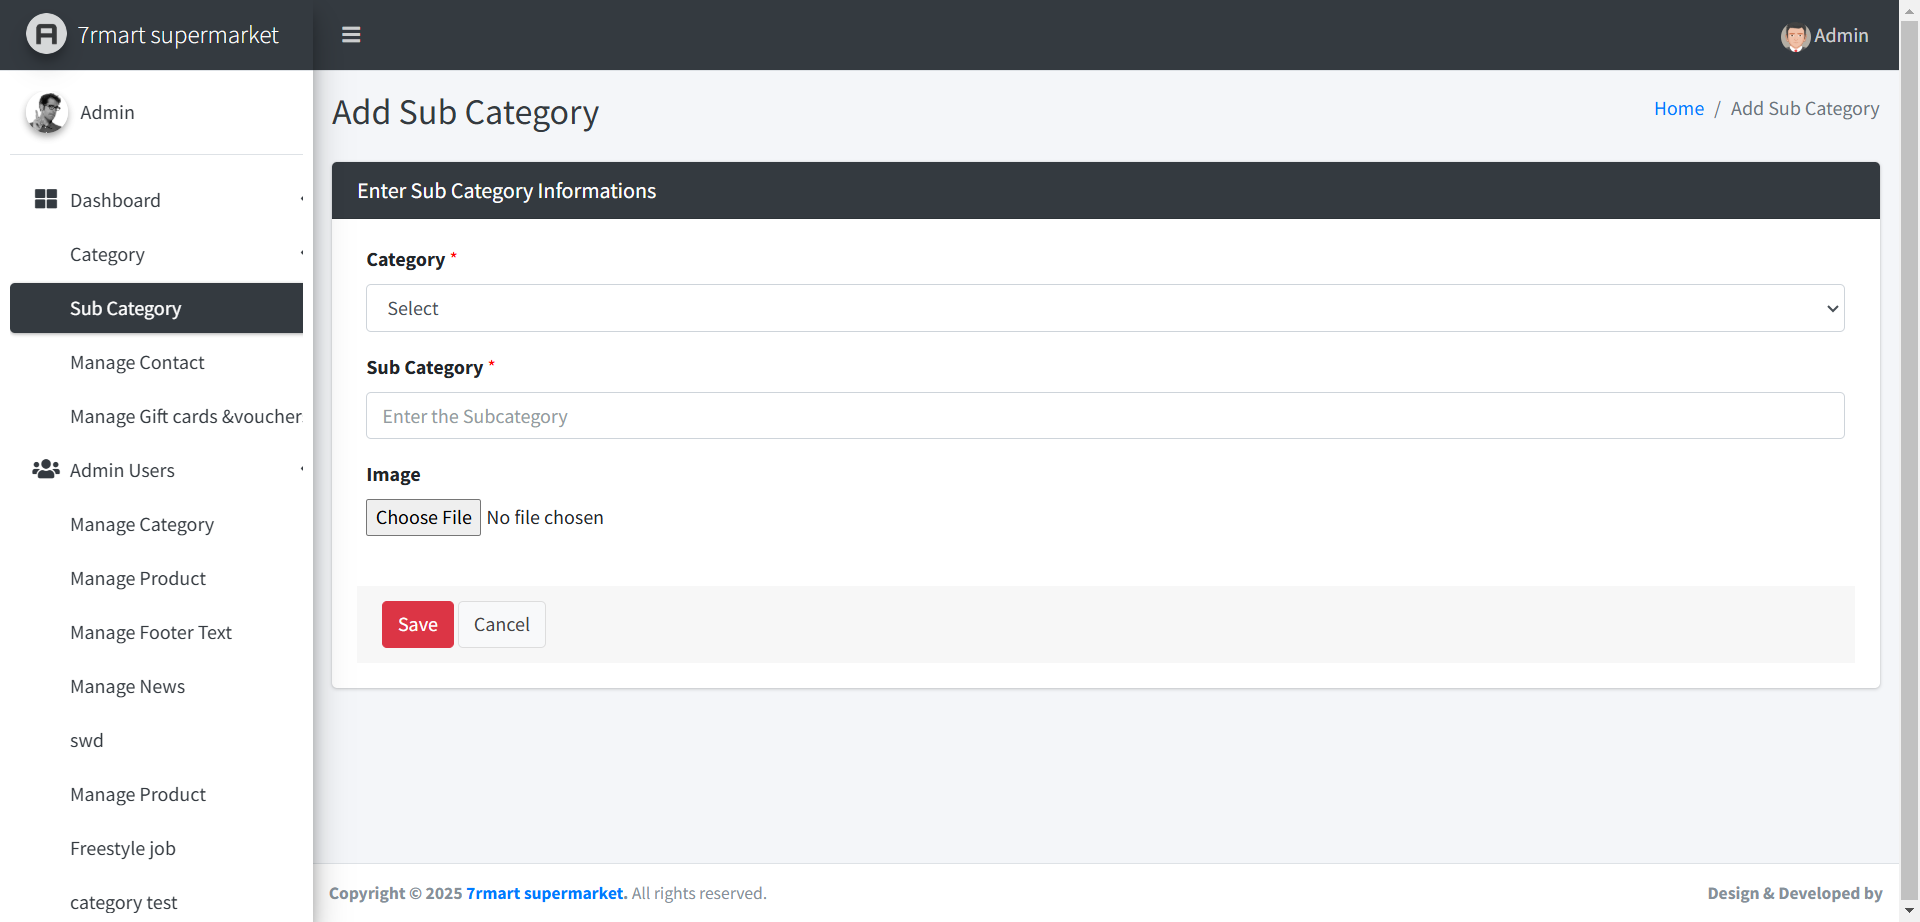 7rmart supermarket
Admin
Admin
Dashboard
Category
Sub Category
Manage Contact
Manage Gift cards &voucher
Admin Users
Manage Category
Manage Product
Manage Footer Text
Manage News
swd
Manage Product
Freestyle job
category test
Add Sub Category
Home / Add Sub Category
Enter Sub Category Informations
Category *
Select
Sub Category *
Enter the Subcategory
Image
Choose File No file chosen
Save Cancel
Copyright © 2025 7rmart supermarket. All rights reserved.
Design & Developed by